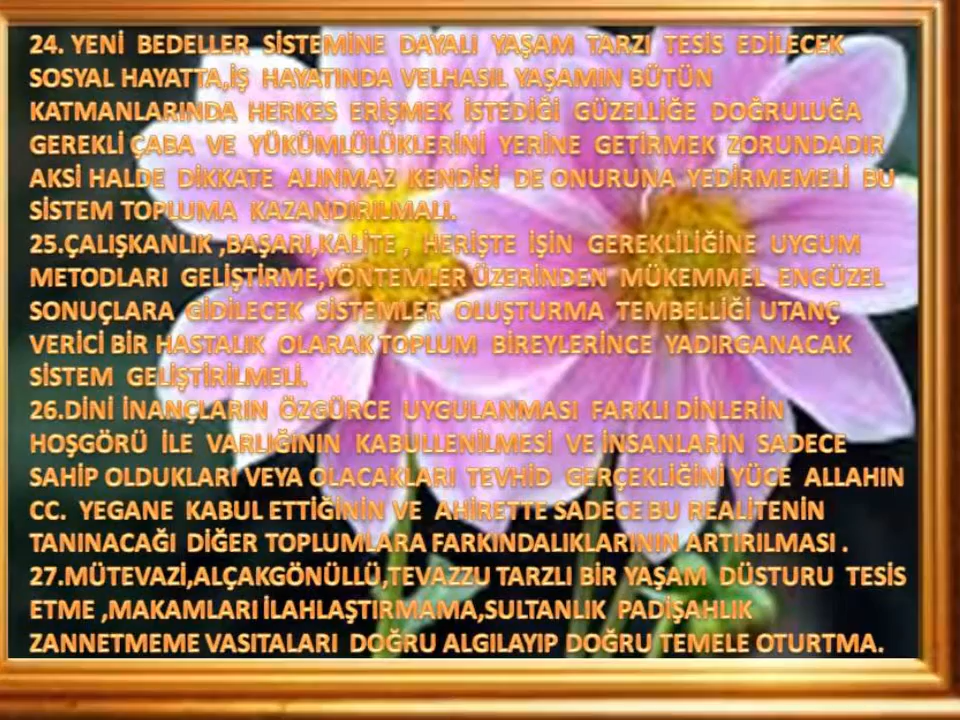 24. YENİ BEDELLER SİSTEMİNE DAYALI YAŞAM TARZI TESİS EDİLECEK
SOSYAL HAYATTA,İŞ HAYATINDA VELHASIL YAŞAMIN BÜTÜN
KATMANLARINDA HERKES ERİŞMEK İSTEDİĞİ GÜZELLİĞE DOĞRULUĞA
GEREKLİ ÇABA VE YÜKÜMLÜLÜKLERİNİ YERİNE GETİRMEK ZORUNDADIR
AKSİ HALDE DİKKATE ALINMAZ KENDİSİ DE ONURUNA YEDİRMEMELİ BU
SİSTEM TOPLUMA KAZANDIRILMALI.
25.ÇALIŞKANLIK ,BAŞARI,KALİTE , HERİŞTE İŞİN GEREKLİLİĞİNE UYGUM
METODLARI GELİŞTİRME,YÖNTEMLER ÜZERİNDEN MÜKEMMEL ENGÜZEL
SONUÇLARA GİDİLECEK SİSTEMLER OLUŞTURMA TEMBELLİĞİ UTANÇ
VERİCİ BİR HASTALIK OLARAK TOPLUM BİREYLERİNCE YADIRGANACAK
SİSTEM GELİŞTİRİLMELİ.
26.DİNİ İNANÇLARIN ÖZGÜRCE UYGULANMASI FARKLI DİNLERİN
HOŞGÖRÜ İLE VARLIĞININ KABULLENİLMESİ VE İNSANLARIN SADECE
SAHİP OLDUKLARI VEYA OLACAKLARI TEVHİD GERÇEKLİĞİNİ YÜCE ALLAHIN
CC. YEGANE KABUL ETTİĞİNİN VE AHİRETTE SADECE BU REALİTENİN
TANINACAĞI DİĞER TOPLUMLARA FARKINDALIKLARININ ARTIRILMASI .
27.MÜTEVAZİ,ALÇAKGÖNÜLLÜ,TEVAZZU TARZLI BİR YAŞAM DÜSTURU TESİS
ETME ,MAKAMLARI İLAHLAŞTIRMAMA,SULTANLIK PADİŞAHLIK
ZANNETMEME VASITALARI DOĞRU ALGILAYIP DOĞRU TEMELE OTURTMA.